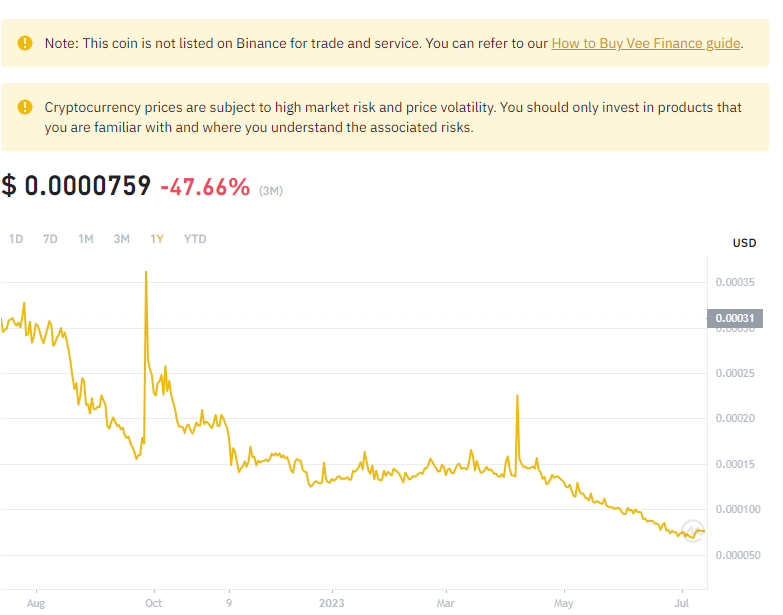 Note: This coin is not listed on Binance for trade and service. You can refer to our How to Buy Vee Finance guide.
Cryptocurrency prices are subject to high market risk and price volatility. You should only invest in products that
you are familiar with and where you understand the associated risks.
$ 0.0000759 -47.66% (3M)
1D 7D 1M 3M 1Y YTD
USD
0.00035
0.00031
0.00030
0.00025
0.00020
0.00015
0.000100
0.000050
Aug Oct 9 2023 Mar May Jul